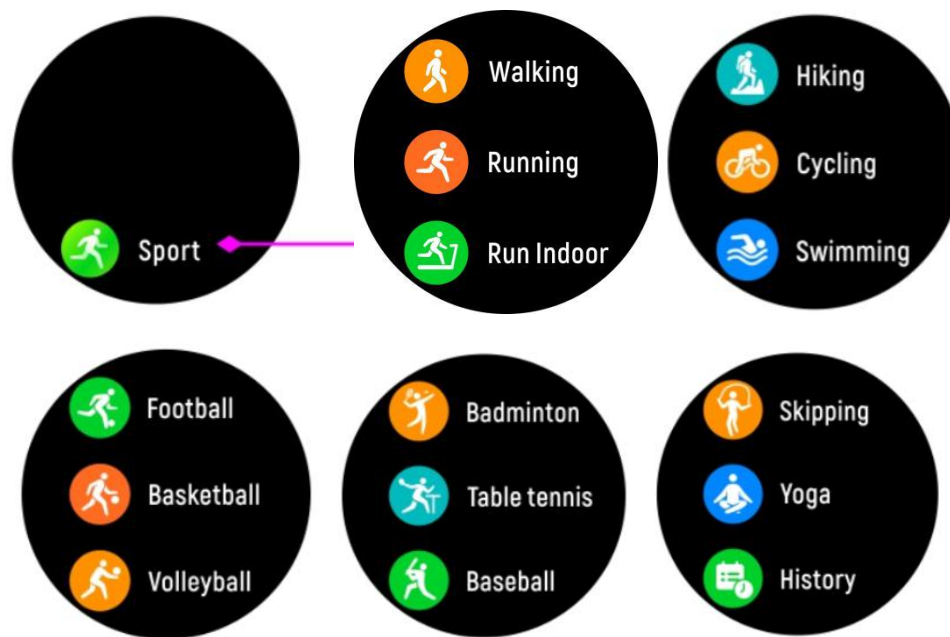 Sport
Walking
Running
Run Indoor
Hiking
Cycling
Swimming
Football
Basketball
Volleyball
Badminton
Table tennis
Baseball
Skipping
Yoga
History